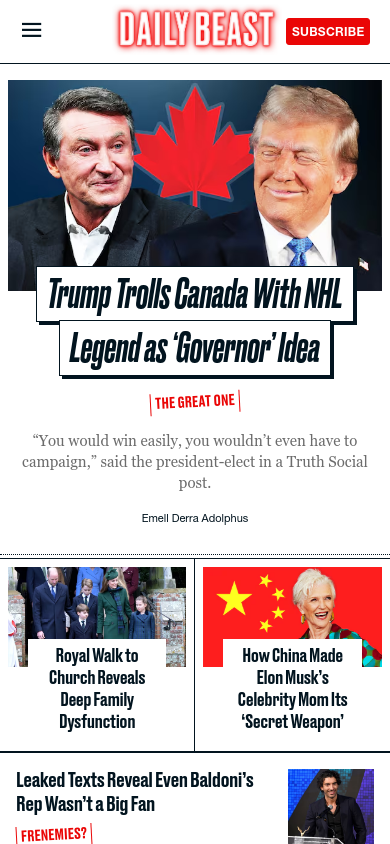 DAILY BEAST
SUBSCRIBE
Trump Trolls Canada With NHL
Legend as ‘Governor’ Idea
THE GREAT ONE
“You would win easily, you wouldn’t even have to
campaign,” said the president-elect in a Truth Social
post.
Emell Derra Adolphus
Royal Walk to
Church Reveals
Deep Family
Dysfunction
How China Made
Elon Musk’s
Celebrity Mom Its
‘Secret Weapon’
Leaked Texts Reveal Even Baldoni’s
Rep Wasn’t a Big Fan
FRENEMIES?